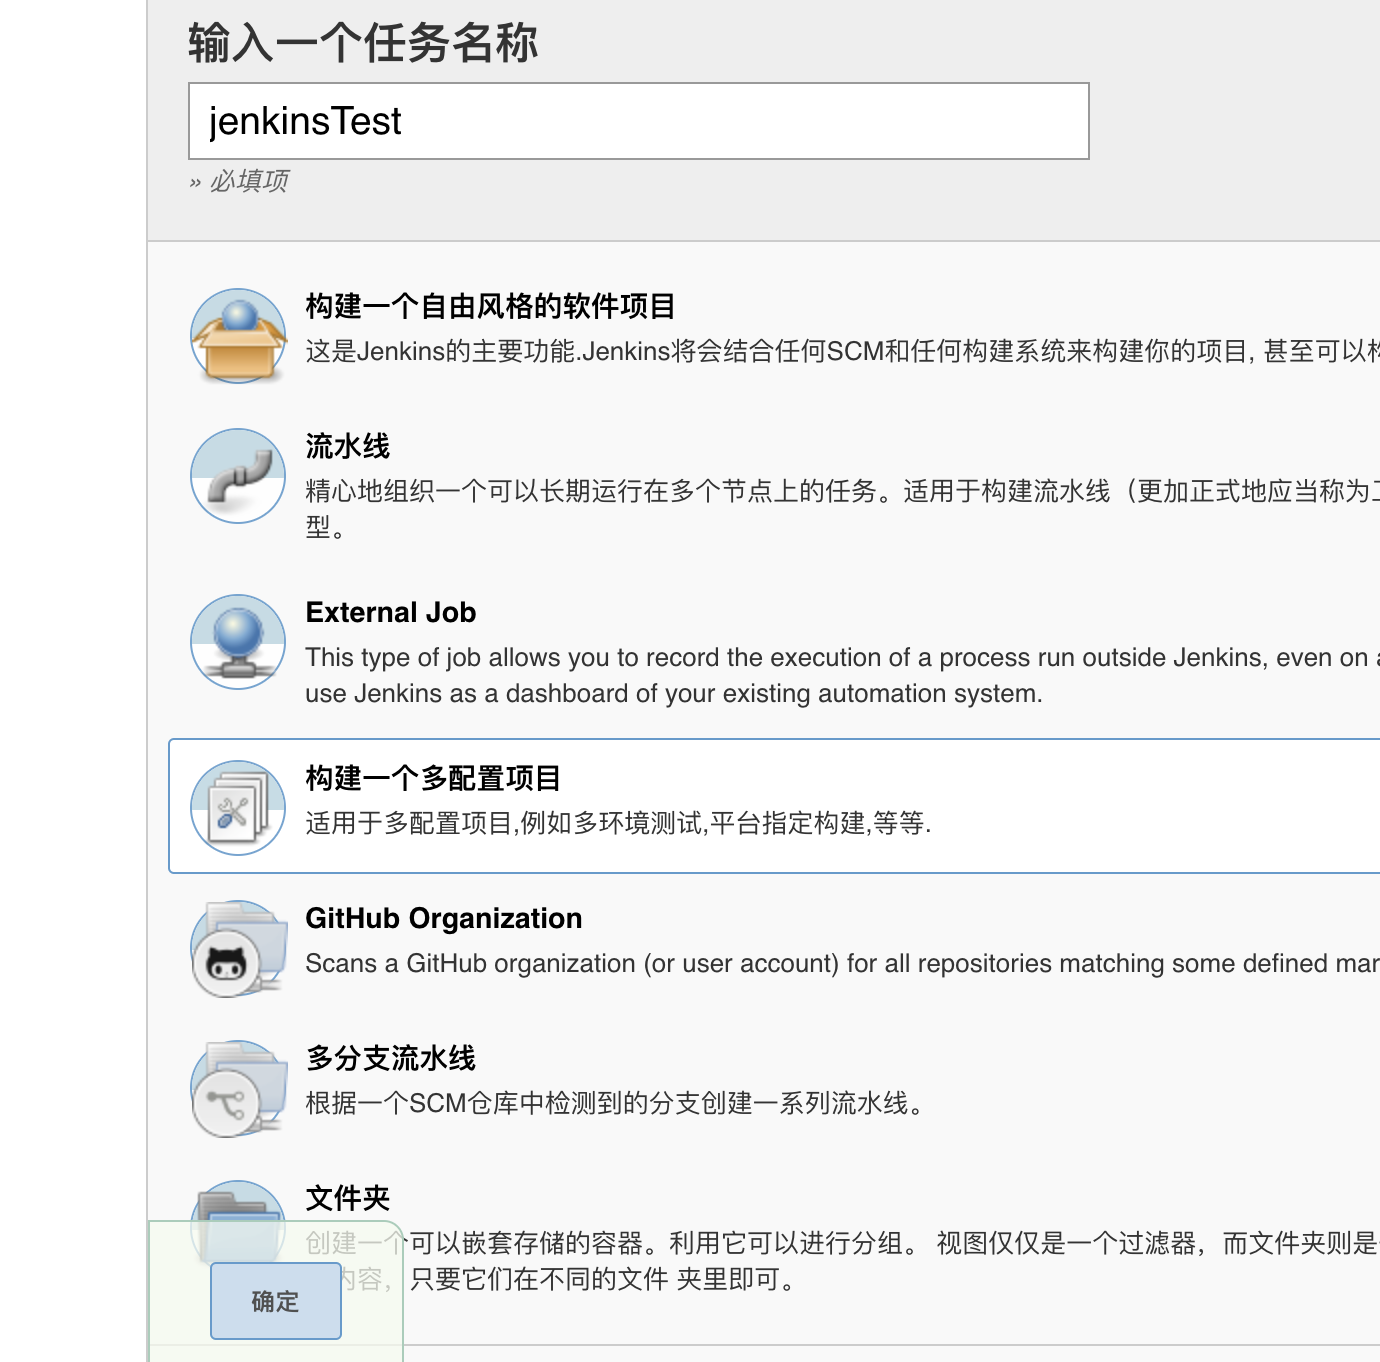 输入一个任务名称
jenkinsTest
» 必填项
构建一个自由风格的软件项目
这是Jenkins的主要功能.Jenkins将会结合任何SCM和任何构建系统来构建你的项目, 甚至可以
流水线
精心地组织一个可以长期运行在多个节点上的任务。适用于构建流水线（更加正式地应当称为
型。
External Job
This type of job allows you to record the execution of a process run outside Jenkins, even on
use Jenkins as a dashboard of your existing automation system.
构建一个多配置项目
适用于多配置项目,例如多环境测试,平台指定构建,等等.
GitHub Organization
Scans a GitHub organization (or user account) for all repositories matching some defined mar
多分支流水线
根据一个SCM仓库中检测到的分支创建一系列流水线。
文件夹
创建一个可以嵌套存储的容器。利用它可以进行分组。 视图仅仅是一个过滤器，而文件夹则是
内容，只要它们在不同的文件 夹里即可。
确定